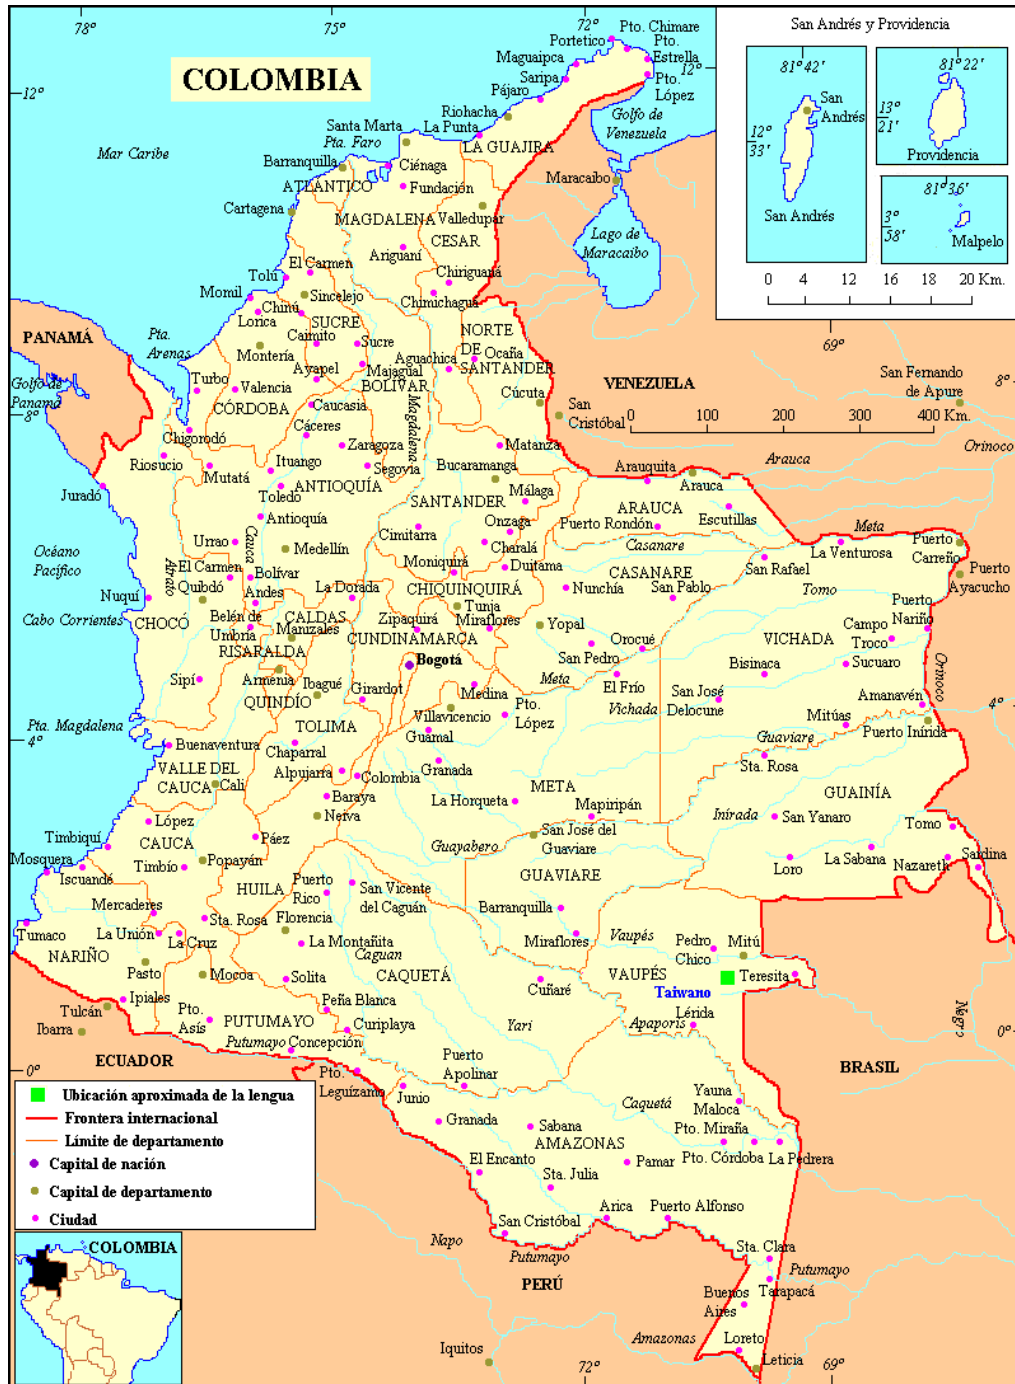 78°
75°
72°
COLOMBIA
12°
12°
Mar Caribe
Portetico
Pto. Chimare
Pto.
Estrella
Maguaipca
Saripa
Pto.
López
Pájaro
Riohacha
Golfo de
Venezuela
Santa Marta
La Punta
Pta. Faro
LA GUAJIRA
Barranquilla
Ciénaga
ATLÁNTICO
Fundación
Maracaibo
Cartagena
MAGDALENA
Valledupar
CESAR
Lago de
Maracaibo
Ariguaní
El Carmen
Tolú
Chiriguaná
Momil
Sincelejo
Chimichagua
Chinú
Lorica
SUCRE
NORTE
DE
SANTANDER
PANAMÁ
Pta.
Arenas
Caimito
Sucre
Montería
Aguachica
Ocaña
Majagüal
Ayapel
BOLÍVAR
VENEZUELA
Golfo de
Panamá
Turbo
Valencia
CÓRDOBA
Caucasia
Magdalena
Cúcuta
San
Cristóbal
8°
8°
Cáceres
Chigorodó
Zaragoza
Matanza
Riosucio
Mutatá
Ituango
Segovia
Bucaramanga
Juradó
Toledo
ANTIOQUÍA
SANTANDER
Málaga
Antioquía
Cimitarra
Onzaga
Océano
Pacífico
Urrao
Cauca
Medellín
Charalá
Atrato
El Carmen
Bolívar
Moniquirá
Duitama
Quibdó
Nuquí
Andes
La Dorada
CHIQUINQUIRÁ
Tunja
Cabo Corrientes
CHOCÓ
Belén de
Umbria
CALDAS
Manizales
Zipaquirá
Miraflores
CUNDINAMARCA
RISARALDA
Bogotá
Armenia
Sipí
QUINDÍO
Ibagué
Girardot
Medina
Villavicencio
Pto.
López
Pta. Magdalena
TOLIMA
Guamal
4°
4°
Buenaventura
Chaparral
Granada
VALLE DEL
CAUCA
Cali
Alpujarra
Colombia
Baraya
La Horqueta
META
Mapiripán
López
Neiva
Timbiquí
CAUCA
Páez
Guayabero
San José del
Guaviare
Mosquera
Iscuandé
Timbío
Popayán
GUAVIARE
HUILA
Puerto
Rico
San Vicente
del Caguán
Mercaderes
Sta. Rosa
Florencia
Barranquilla
Tumaco
La Unión
La Cruz
La Montañita
Miraflores
NARIÑO
Caguan
CAQUETÁ
Pasto
Mocoa
Solita
Cuñaré
Ipiales
Tulcán
Ibarra
Pto.
Asís
Peña Blanca
PUTUMAYO
Curiplaya
Yari
Putumayo
Concepción
ECUADOR
0°
0°
Pto.
Leguízamo
Puerto
Apolinar
Junio
Granada
Sabana
AMAZONAS
El Encanto
Sta. Julia
Pamar
San Cristóbal
Arica
Puerto Alfonso
Napo
Putumayo
PERÚ
Iquitos
Amazonas
Buenos
Aires
Loreto
Leticia
Sta. Clara
Tarapacá
Putumayo
Caquetá
Yauna
Maloca
Pto. Miraña
Pto. Córdoba
La Pedrera
BRASIL
Negro
Apaporis
Lérida
Taiwano
VAUPÉS
Teresita
Vaupés
Pedro
Chico
Mitú
Arauquita
Arauca
Arauca
ARAUCA
Escutillas
Puerto Rondón
Casanare
CASANARE
Nunchía
San Pablo
San Rafael
La Venturosa
Meta
Puerto
Carreño
Puerto
Ayacucho
Tomo
Yopal
Orocué
San Pedro
Meta
El Frío
VICHADA
Campo
Troco
Puerto
Nariño
Bisinaca
Sucuaro
Vichada
San José
Delocune
Amanavén
Orinoco
Mitúas
Puerto Inírida
Guaviare
Sta. Rosa
GUAINÍA
Inírida
San Yanaro
Tomo
La Sabana
Loro
Nazareth
Sardina
San Fernando
de Apure
Orinoco
69°
0 100 200 300 400 Km.
San Andrés y Providencia
81°42'
81°22'
San
Andrés
12°
33'
San Andrés
13°
21'
Providencia
81°36'
3°
58'
Malpelo
0 4 12 16 18 20 Km.
Ubicación aproximada de la lengua
Frontera internacional
Límite de departamento
Capital de nación
Capital de departamento
Ciudad
COLOMBIA
72°
69°